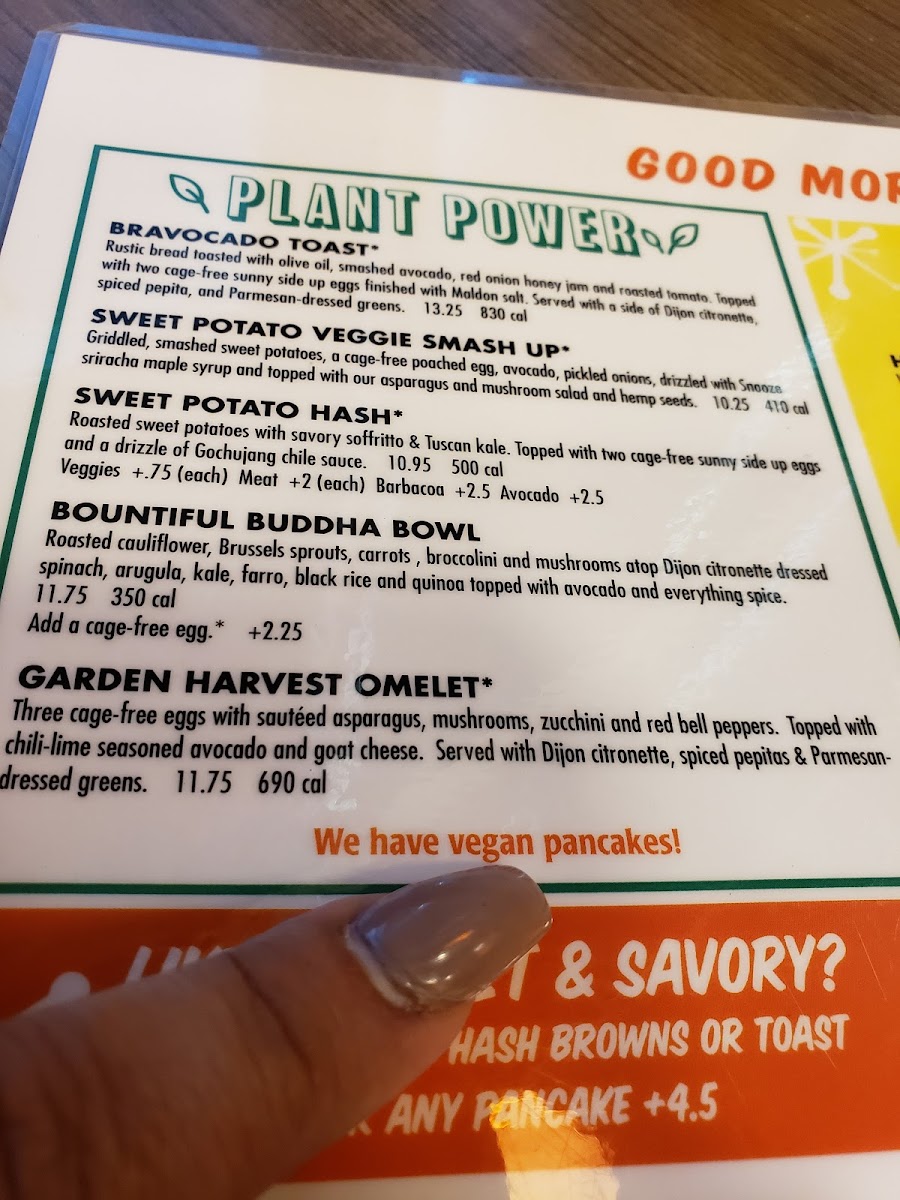 GOOD MOR
PLANT POWER
BRAVOCADO TOAST*
Rustic bread toasted with olive oil, smashed avocado, red onion honey jam and roasted tomato. Topped
with two cage-free sunny side up eggs finished with Maldon salt. Served with a side of Dijon citronette,
spiced pepita, and Parmesan-dressed greens. 13.25 830 cal
SWEET POTATO VEGGIE SMASH UP*
Griddled, smashed sweet potatoes, a cage-free poached egg, avocado, pickled onions, drizzled with Snooze
sriracha maple syrup and topped with our asparagus and mushroom salad and hemp seeds. 10.25 410 cal
SWEET POTATO HASH*
Roasted sweet potatoes with savory soffritto & Tuscan kale. Topped with two cage-free sunny side up eggs
and a drizzle of Gochujang chile sauce. 10.95 500 cal
Veggies +.75 (each) Meat +2 (each) Barbacoa +2.5 Avocado +2.5
BOUNTIFUL BUDDHA BOWL
Roasted cauliflower, Brussels sprouts, carrots , broccolini and mushrooms atop Dijon citronette dressed
spinach, arugula, kale, farro, black rice and quinoa topped with avocado and everything spice.
11.75 350 cal
Add a cage-free egg.* +2.25
GARDEN HARVEST OMELET*
Three cage-free eggs with sautéed asparagus, mushrooms, zucchini and red bell peppers. Topped with
chili-lime seasoned avocado and goat cheese. Served with Dijon citronette, spiced pepitas & Parmesan-
dressed greens. 11.75 690 cal
We have vegan pancakes!
& SAVORY?
HASH BROWNS OR TOAST
ANY PANCAKE +4.5